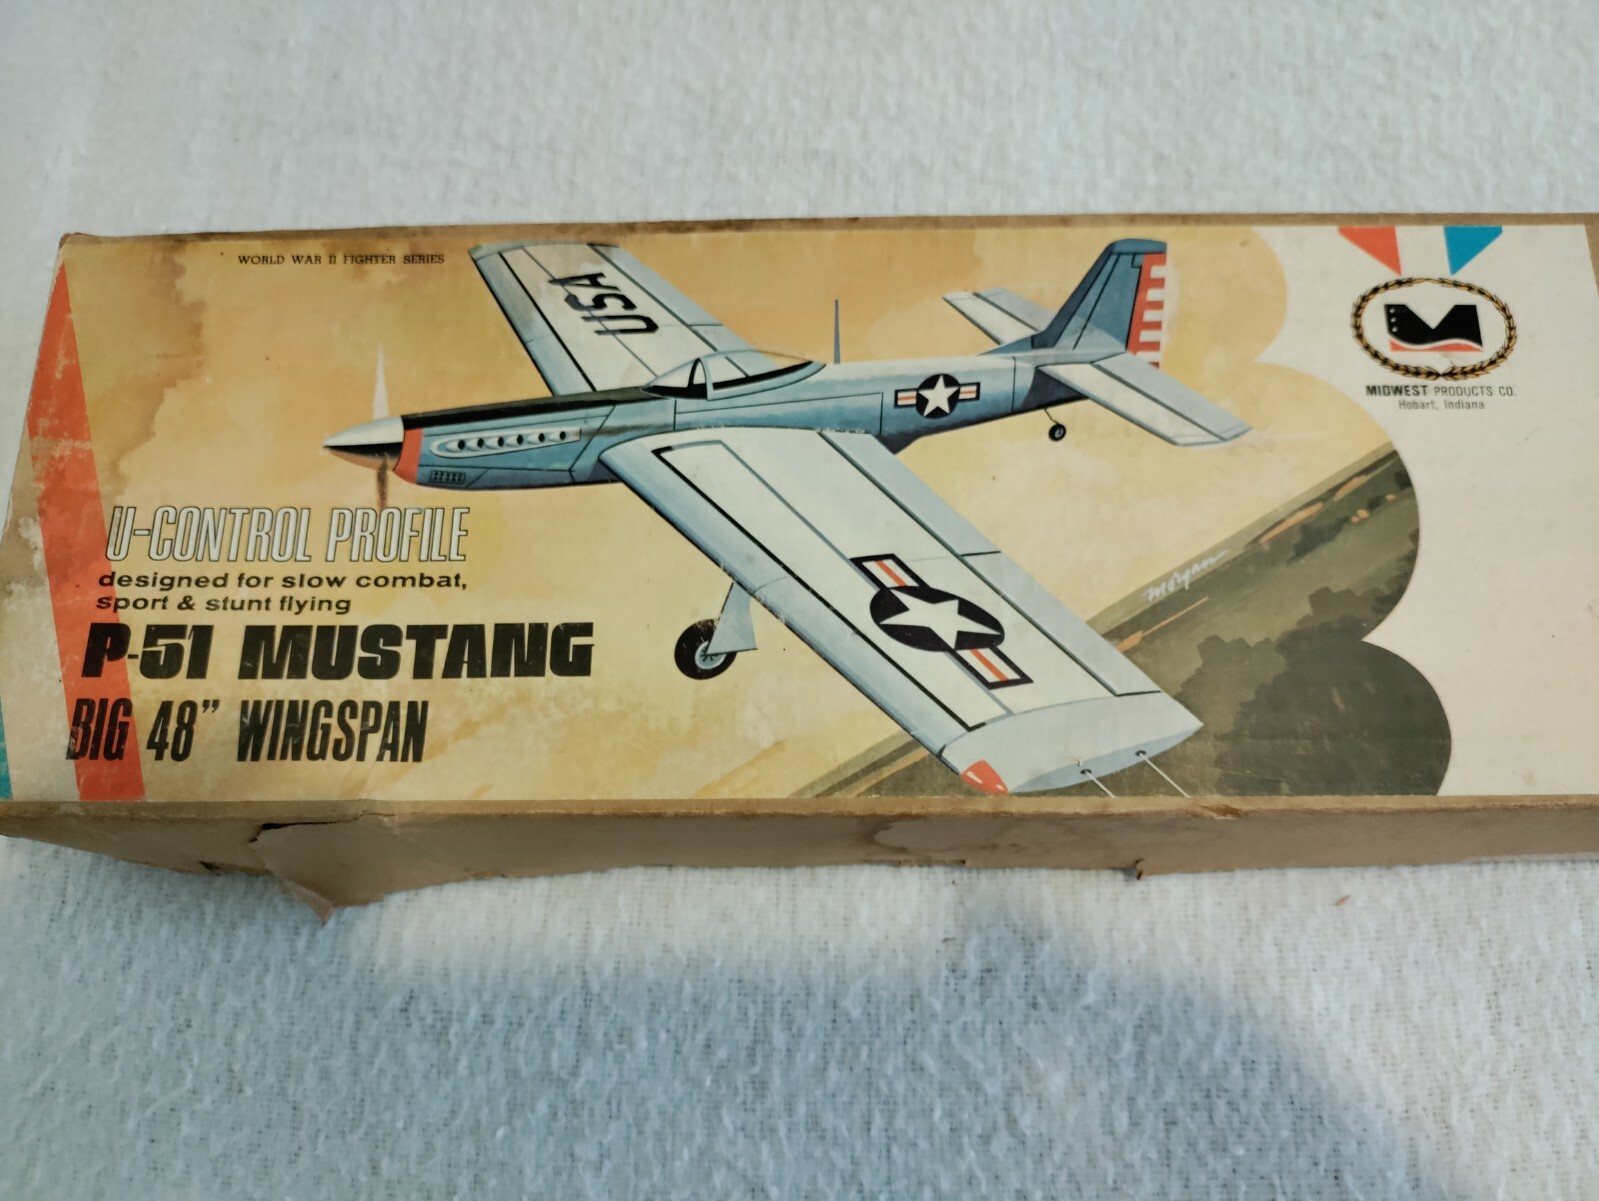 WORLD WAR II FIGHTER SERIES
USA
MIDWEST PRODUCTS CO.
Hobart, Indiana
U-CONTROL PROFILE
designed for slow combat,
sport & stunt flying
P-51 MUSTANG
BIG 48" WINGSPAN
Morgan